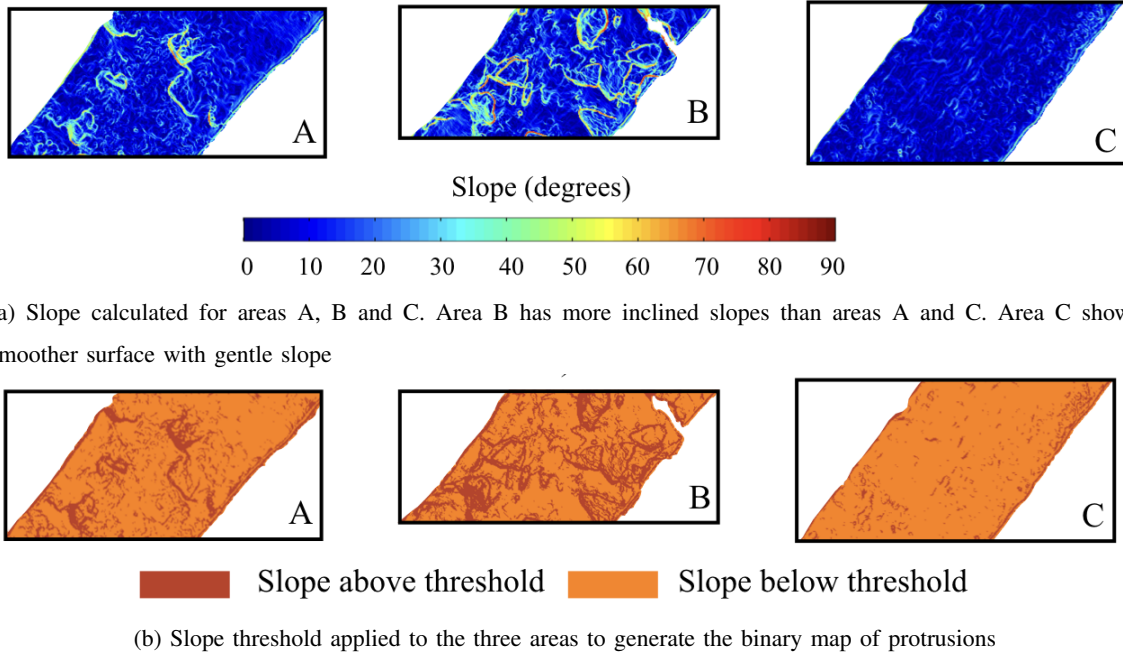 A
B
C
Slope (degrees)
0 10 20 30 40 50 60 70 80 90
a) Slope calculated for areas A, B and C. Area B has more inclined slopes than areas A and C. Area C show
moother surface with gentle slope
A
B
C
Slope above threshold Slope below threshold
(b) Slope threshold applied to the three areas to generate the binary map of protrusions